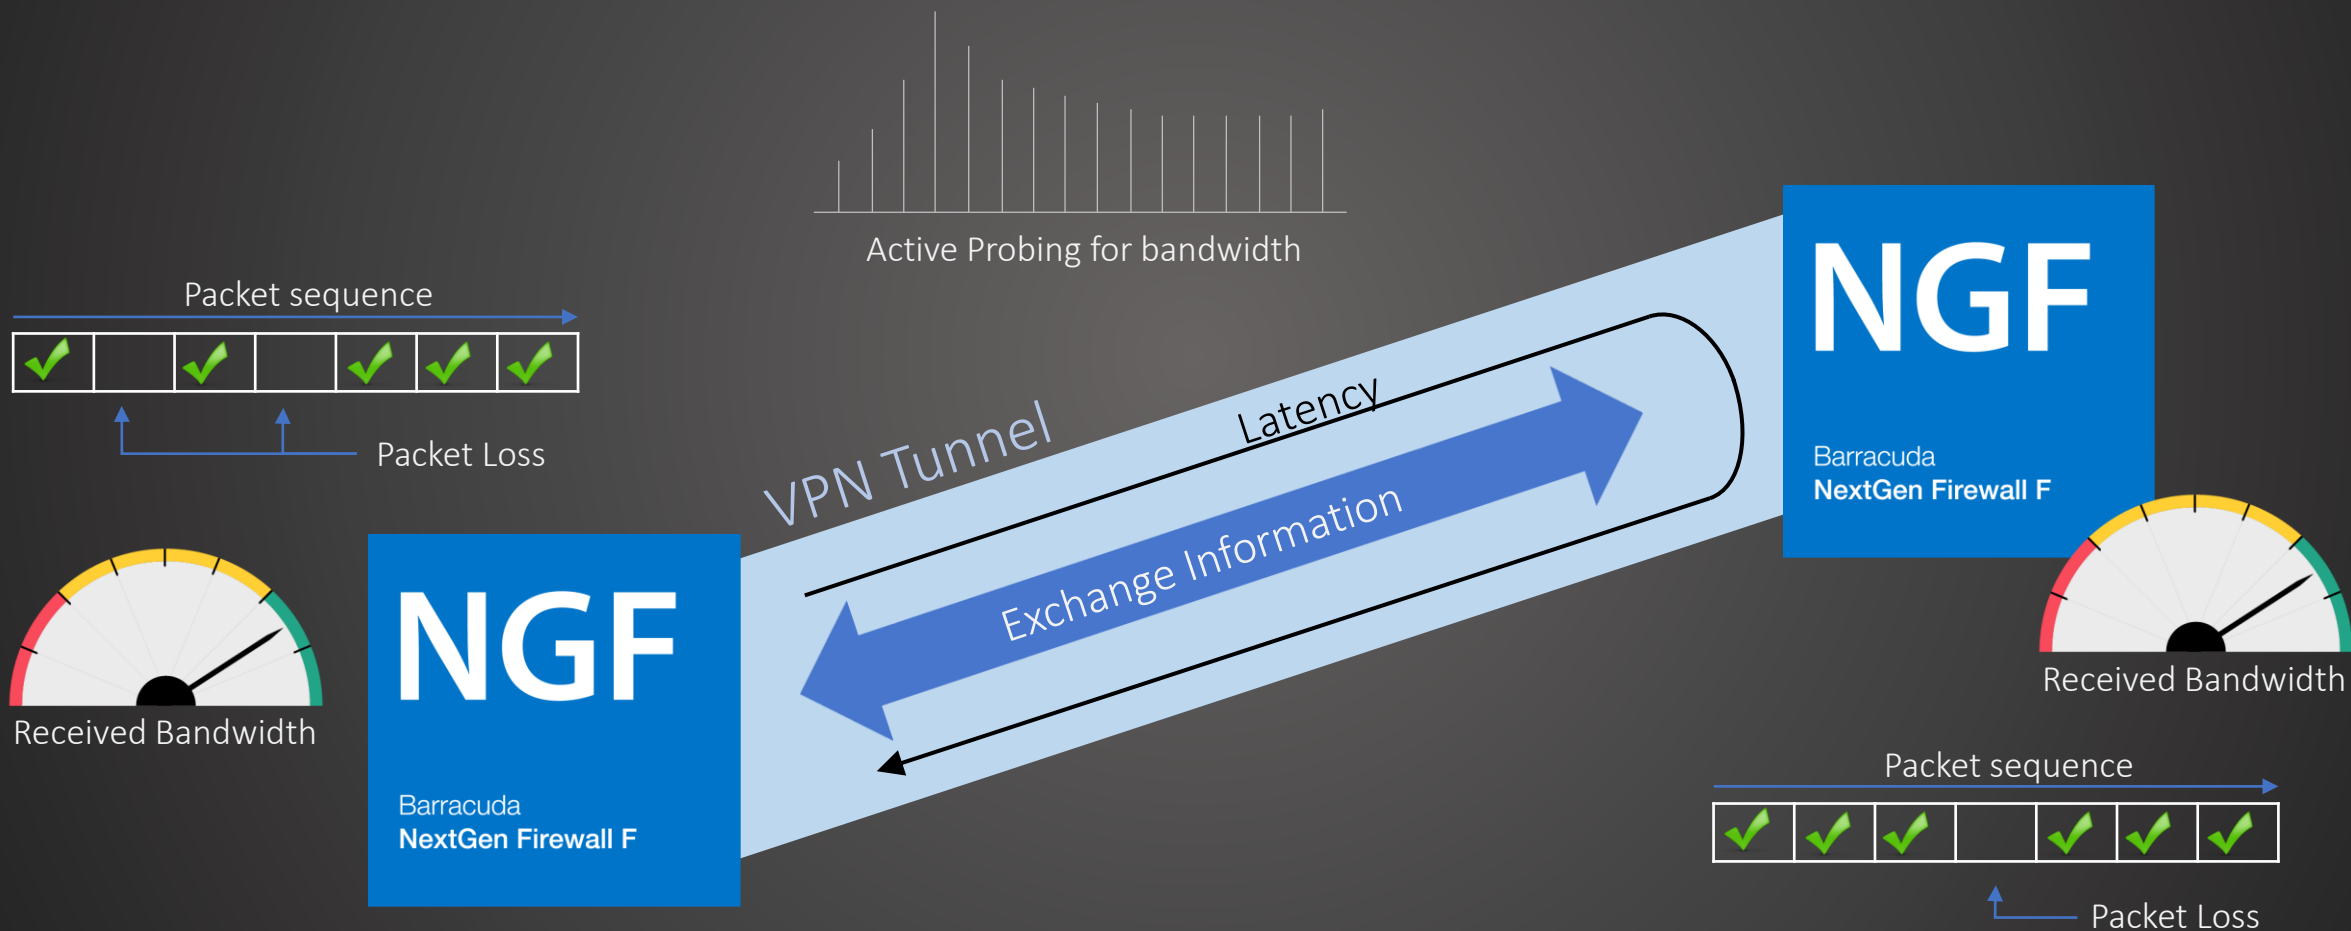 Active Probing for bandwidth
Packet sequence
Packet Loss
Received Bandwidth
NGF
Barracuda
NextGen Firewall F
VPN Tunnel
Latency
Exchange Information
NGF
Barracuda
NextGen Firewall F
Received Bandwidth
Packet sequence
Packet Loss